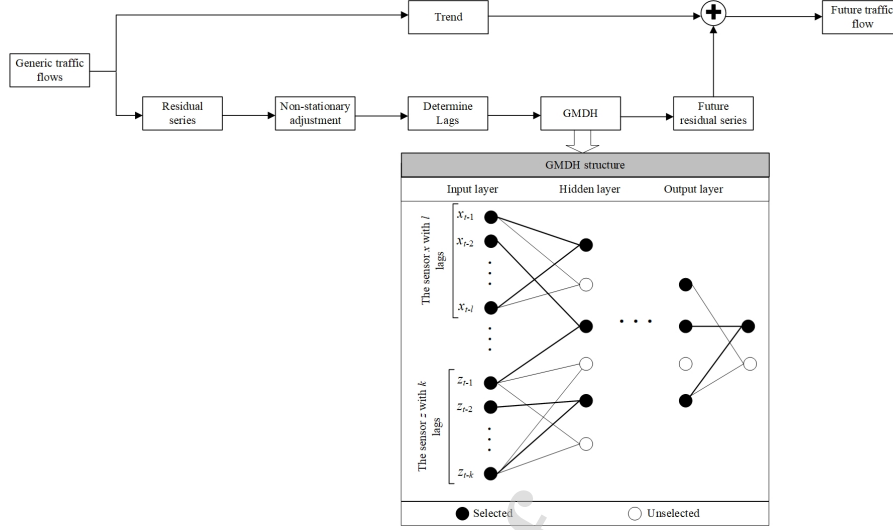 Trend
Future traffic
flow
Generic traffic
flows
Residual
series
Non-stationary
adjustment
Determine
Lags
GMDH
Future
residual series
GMDH structure
Input layer
Hidden layer
Output layer
The sensor x with l
lags
x_{t-1}
x_{t-2}
x_{t-l}
The sensor z with k
lags
z_{t-1}
z_{t-2}
z_{t-k}
Selected
Unselected